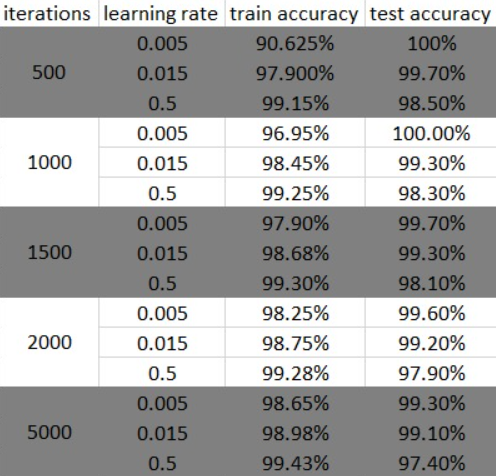 iterations learning rate train accuracy test accuracy
0.005 90.625% 100%
500 0.015 97.900% 99.70%
0.5 99.15% 98.50%
0.005 96.95% 100.00%
1000 0.015 98.45% 99.30%
0.5 99.25% 98.30%
0.005 97.90% 99.70%
1500 0.015 98.68% 99.30%
0.5 99.30% 98.10%
0.005 98.25% 99.60%
2000 0.015 98.75% 99.20%
0.5 99.28% 97.90%
0.005 98.65% 99.30%
5000 0.015 98.98% 99.10%
0.5 99.43% 97.40%